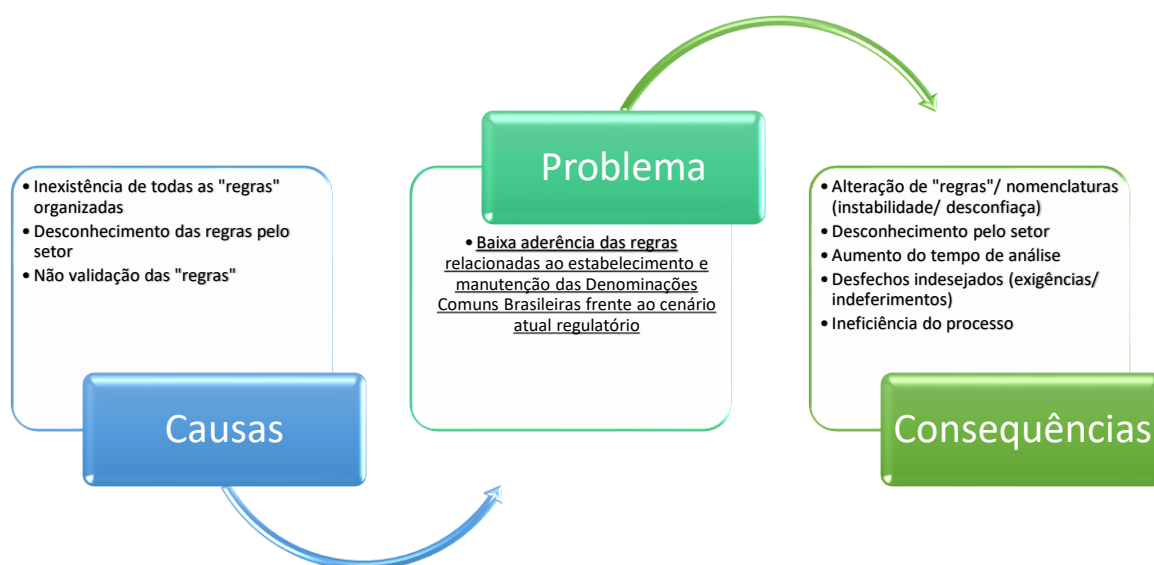 • Inexistência de todas as "regras"
organizadas
• Desconhecimento das regras pelo
setor
• Não validação das "regras"
Causas
Problema
• Baixa aderência das regras
relacionadas ao estabelecimento e
manutenção das Denominações
Comuns Brasileiras frente ao cenário
atual regulatório
• Alteração de "regras"/ nomenclaturas
(instabilidade/ desconfiaça)
• Desconhecimento pelo setor
• Aumento do tempo de análise
• Desfechos indesejados (exigências/
indeferimentos)
• Ineficiência do processo
Consequências